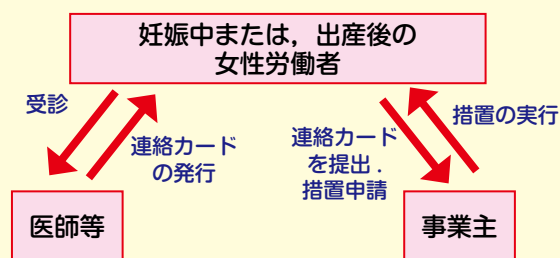 妊娠中または，出産後の
女性労働者
受診
連絡カード
の発行
連絡カード
を提出．
措置申請
措置の実行
医師等
事業主